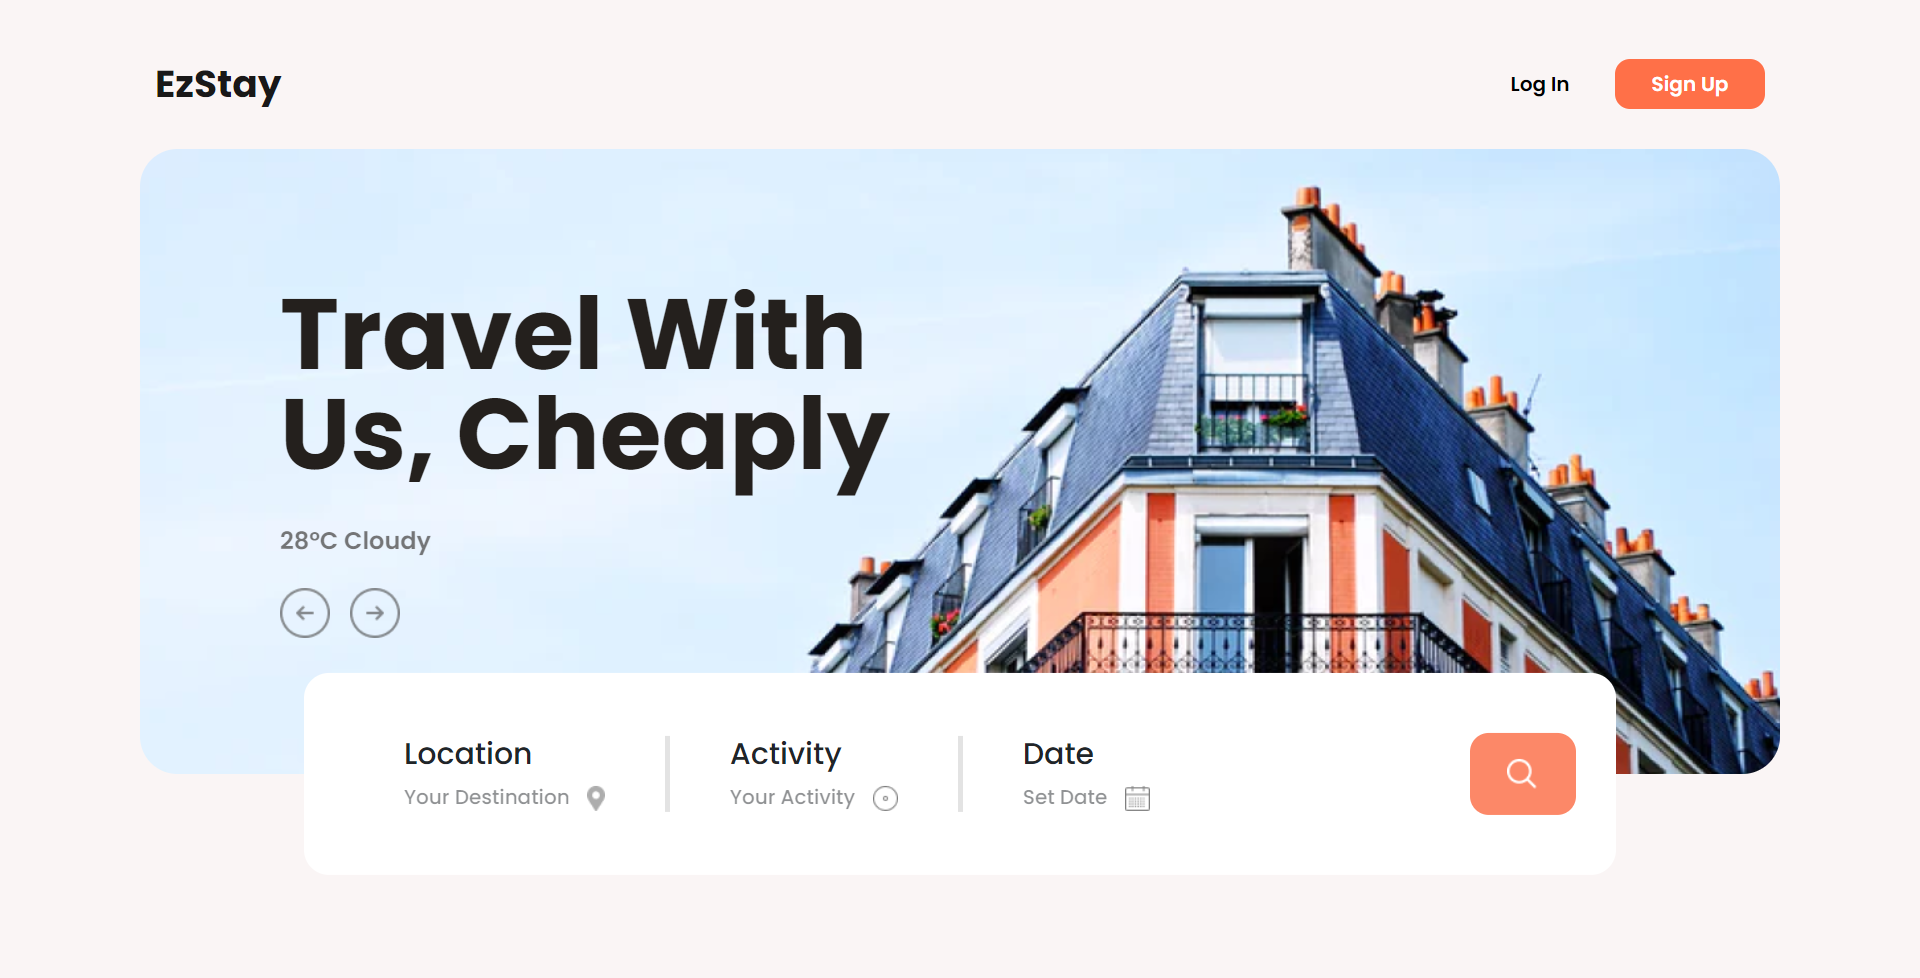 EzStay
Log In
Sign Up
Travel With
Us, Cheaply
28°C Cloudy
Location
Your Destination
Activity
Your Activity
Date
Set Date